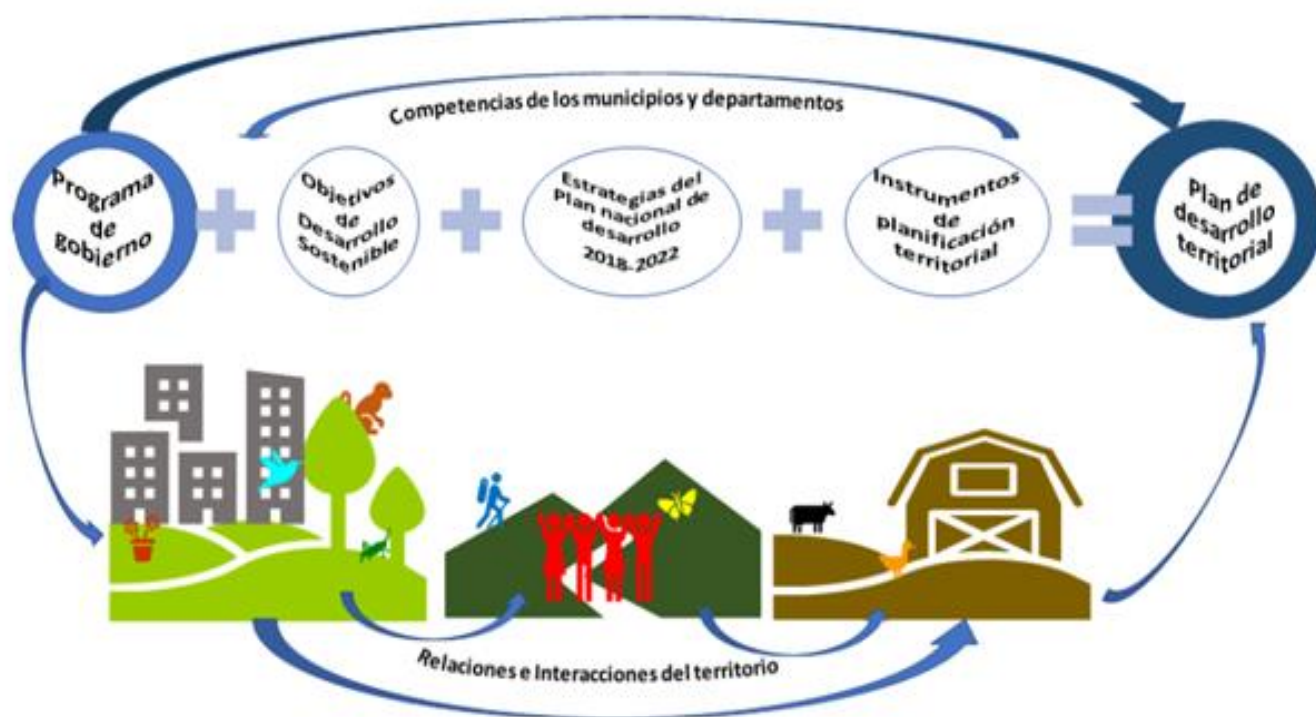 Competencias de los municipios y departamentos
Programa
de
gobierno
Objetivos
de
Desarrollo
Sostenible
Estrategias del
Plan nacional de
desarrollo
2018-2022
Instrumentos
de
planificación
territorial
Plan de
desarrollo
territorial
Relaciones e Interacciones del territorio